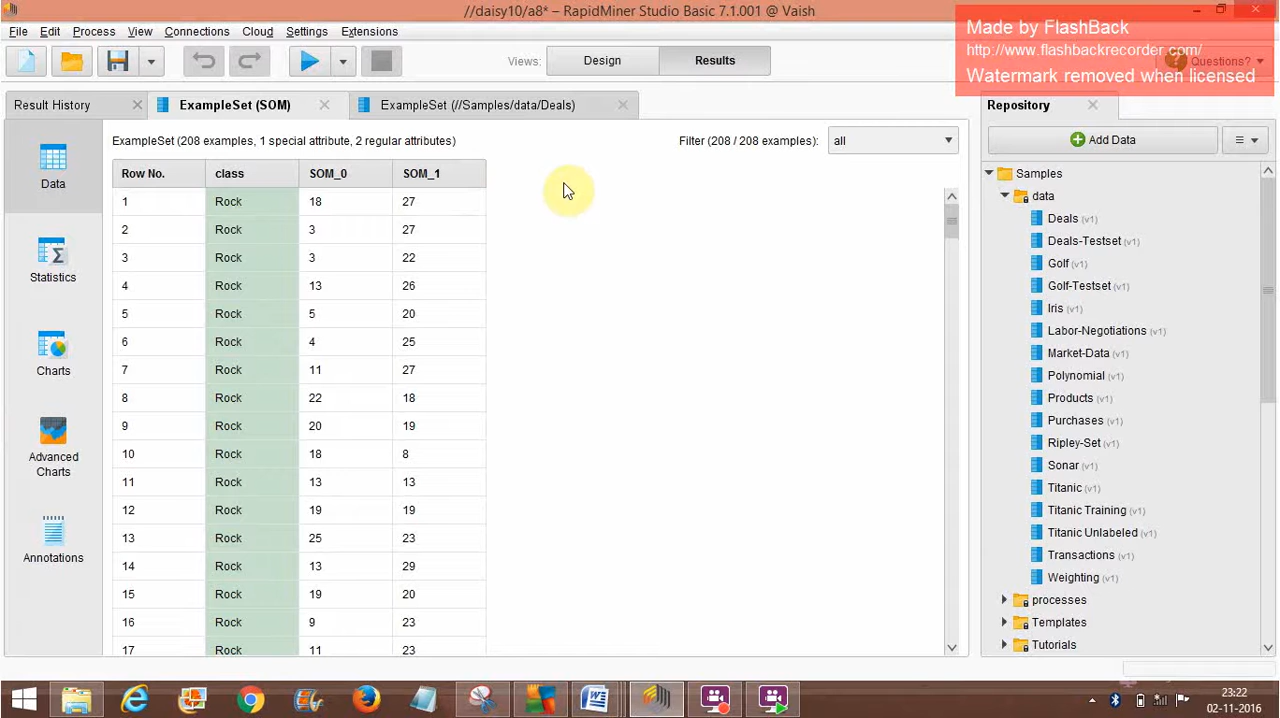 //daisy10/a8* – RapidMiner Studio Basic 7.1.001 @ Vaish
Made by FlashBack
http://www.flashbackrecorder.com/
Watermark removed when licensed
File Edit Process View Connections Cloud Settings Extensions
Views: Design Results Questions?
Result History ExampleSet (SOM) ExampleSet (//Samples/data/Deals) Repository
ExampleSet (208 examples, 1 special attribute, 2 regular attributes) Filter (208 / 208 examples): all Add Data
Data
Statistics
Charts
Advanced
Charts
Annotations
Row No. class SOM_0 SOM_1
1 Rock 18 27
2 Rock 3 27
3 Rock 3 22
4 Rock 13 26
5 Rock 5 20
6 Rock 4 25
7 Rock 11 27
8 Rock 22 18
9 Rock 20 19
10 Rock 18 8
11 Rock 13 13
12 Rock 19 19
13 Rock 25 23
14 Rock 13 29
15 Rock 19 20
16 Rock 9 23
17 Rock 11 23
Samples
data
Deals (v1)
Deals-Testset (v1)
Golf (v1)
Golf-Testset (v1)
Iris (v1)
Labor-Negotiations (v1)
Market-Data (v1)
Polynomial (v1)
Products (v1)
Purchases (v1)
Ripley-Set (v1)
Sonar (v1)
Titanic (v1)
Titanic Training (v1)
Titanic Unlabeled (v1)
Transactions (v1)
Weighting (v1)
processes
Templates
Tutorials
23:22
02-11-2016